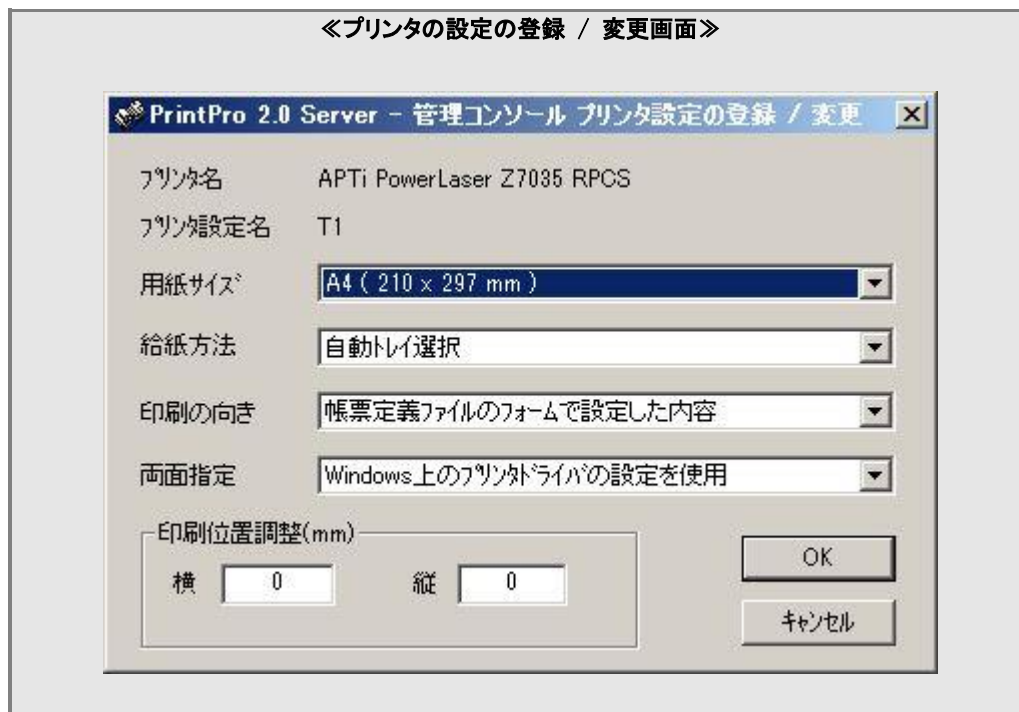 ≪プリンタの設定の登録 / 変更画面≫
PrintPro 2.0 Server - 管理コンソール プリンタ設定の登録 / 変更
プリンタ名 APTi PowerLaser Z7035 RPCS
プリンタ設定名 T1
用紙サイズ A4 ( 210 x 297 mm )
給紙方法 自動トレイ選択
印刷の向き 帳票定義ファイルのフォームで設定した内容
両面指定 Windows上のプリンタドライバの設定を使用
印刷位置調整(mm)
横 0 縦 0
OK
キャンセル